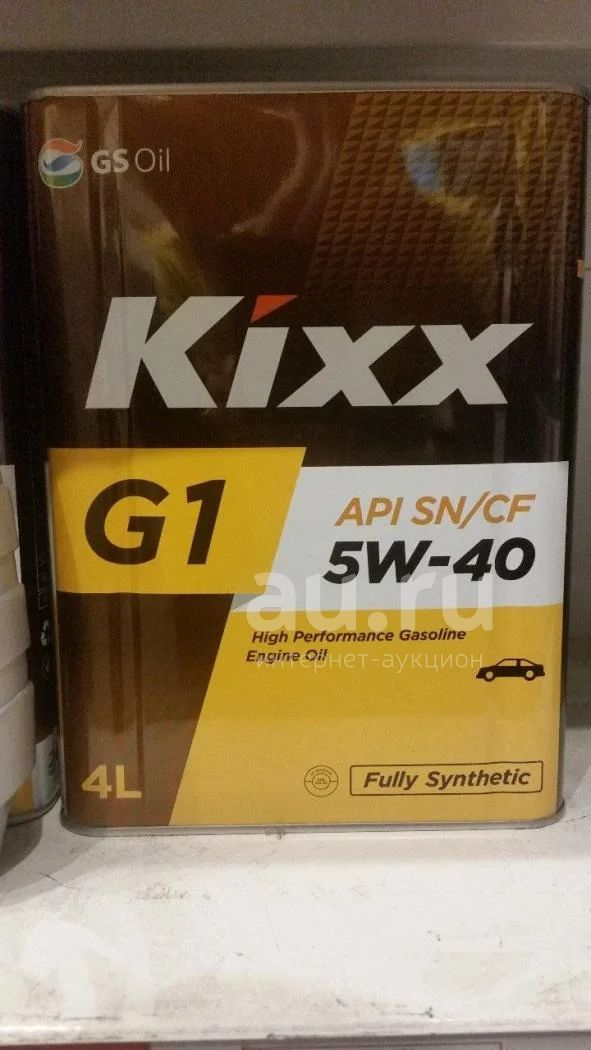 GS Oil
Kixx
G1
API SN/CF
5W-40
au.ru
High Performance Gasoline
Engine Oil
интернет-аукцион
4L
Fully Synthetic